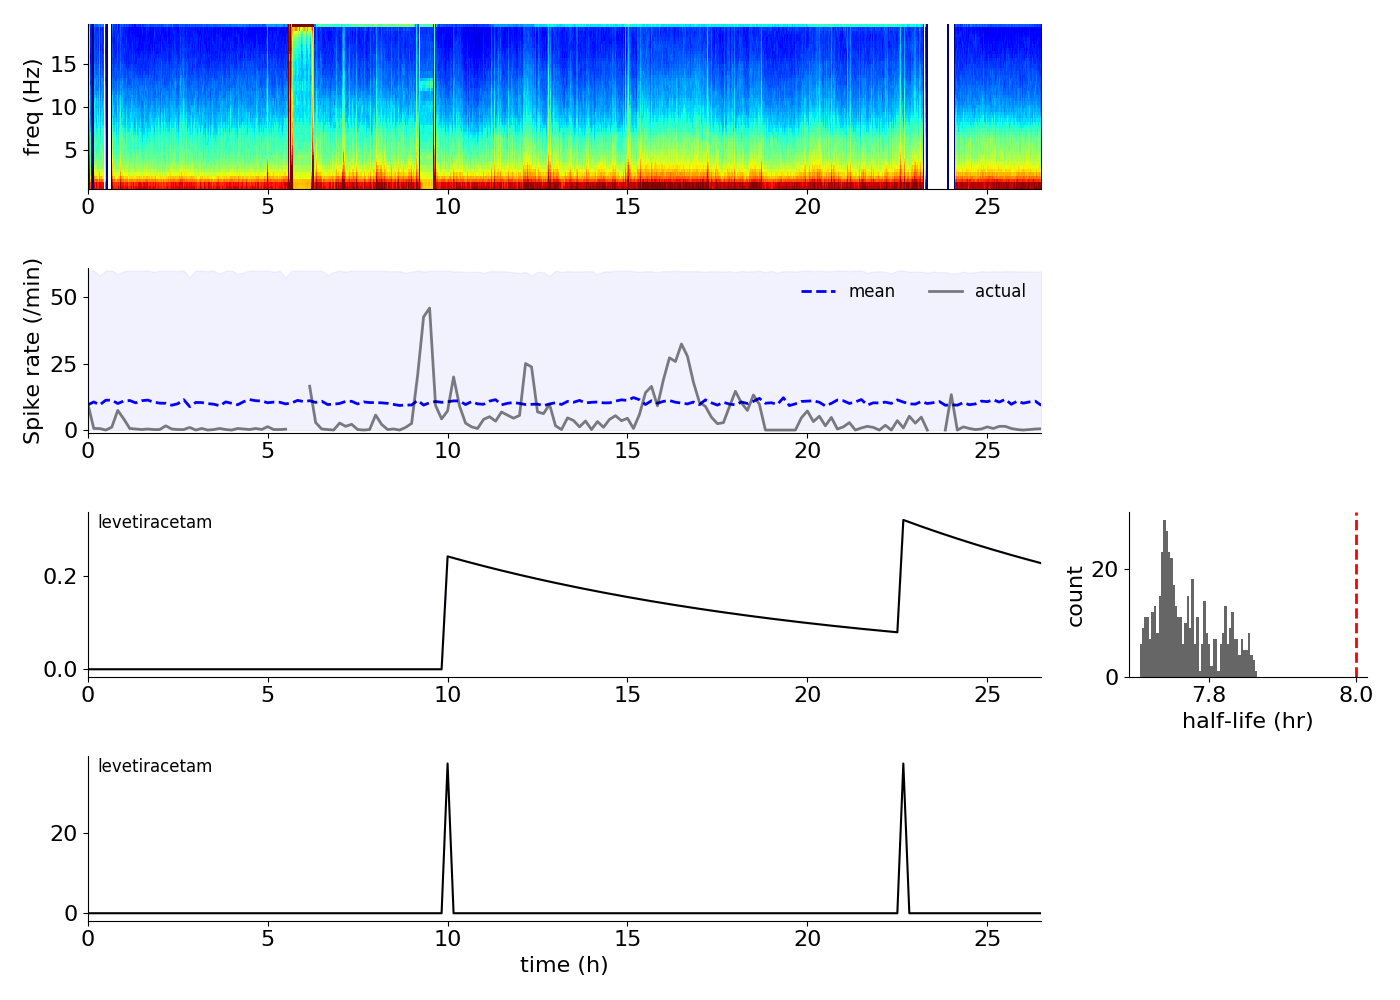 freq (Hz)
15
10
5
0 5 10 15 20 25
Spike rate (/min)
50
25
0
mean actual
0 5 10 15 20 25
levetiracetam
0.2
0.0
0 5 10 15 20 25
count
20
0
7.8 8.0
half-life (hr)
levetiracetam
20
0
0 5 10 15 20 25
time (h)